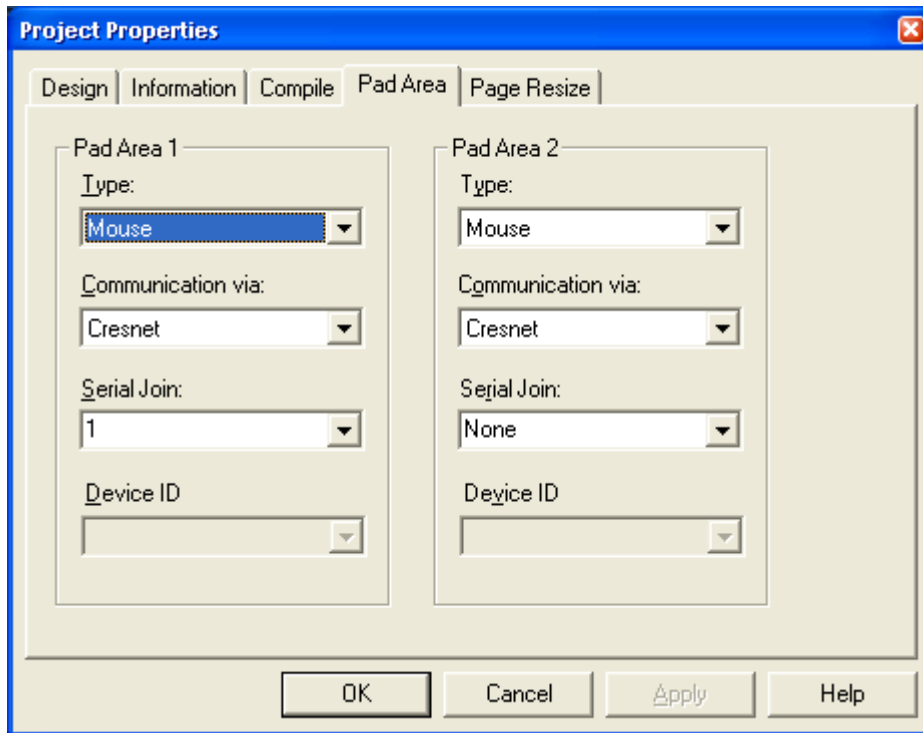 Project Properties
Design Information Compile Pad Area Page Resize
Pad Area 1
Type:
Mouse
Communication via:
Cresnet
Serial Join:
1
Device ID
Pad Area 2
Type:
Mouse
Communication via:
Cresnet
Serial Join:
None
Device ID
OK Cancel Apply Help